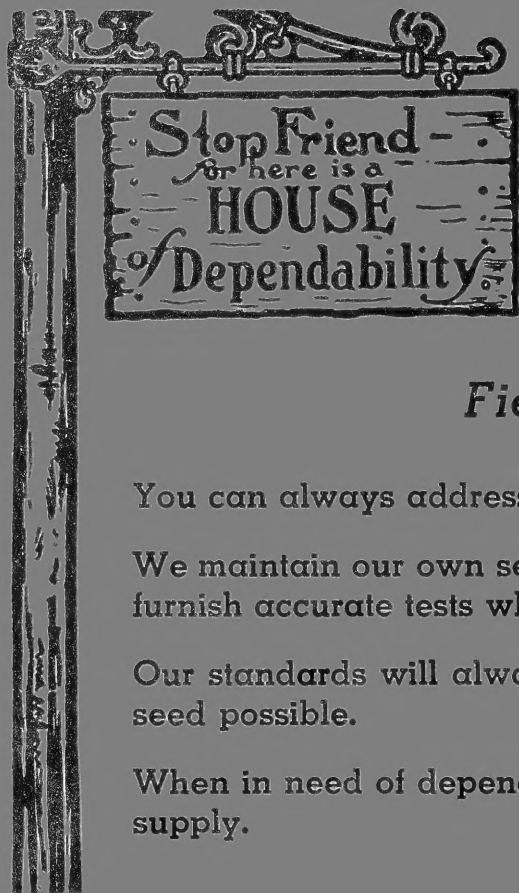 Stop Friend -
for here is a
HOUSE
of Dependability.
Fie
You can always addres
We maintain our own se
furnish accurate tests wh
Our standards will alwa
seed possible.
When in need of depen
supply.